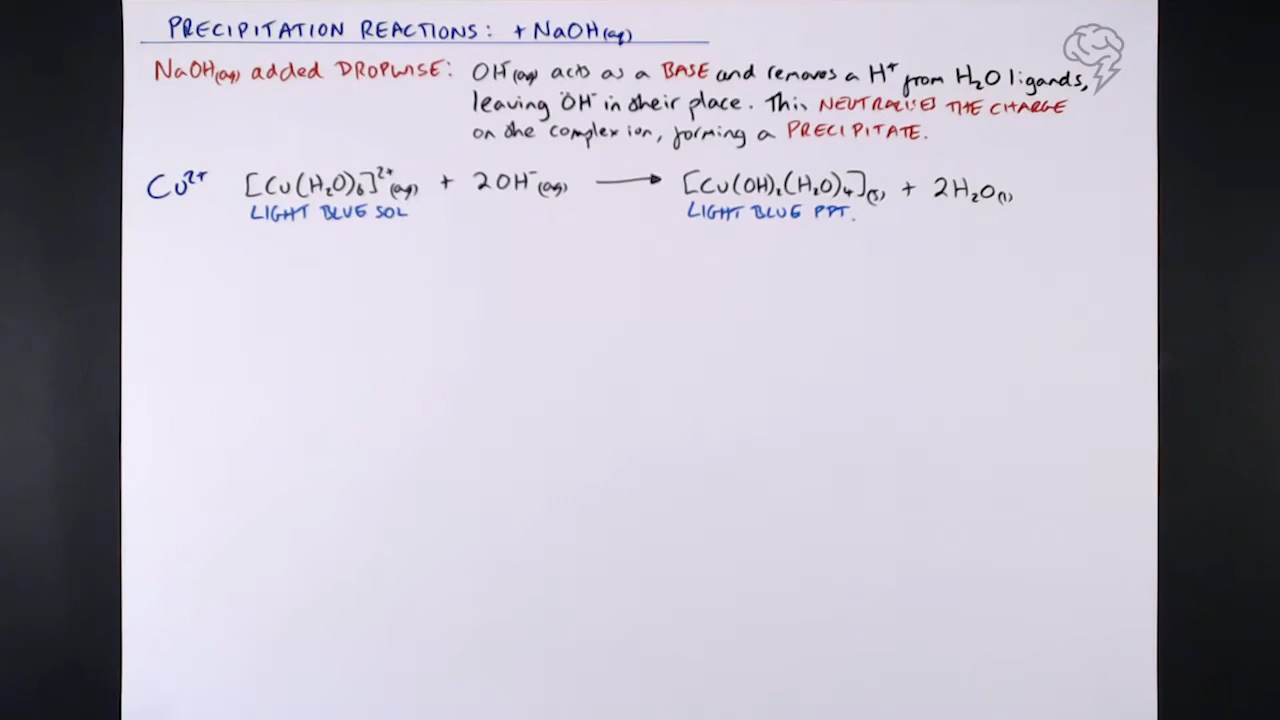 PRECIPITATION REACTIONS: + NaOH(aq)
NaOH(aq) added DROPWISE: OH⁻(aq) acts as a BASE and removes a H⁺ from H₂O ligands,
leaving OH⁻ in their place. This NEUTRALISES THE CHARGE
on the complex ion, forming a PRECIPITATE.
Cu²⁺ [Cu(H₂O)₆]²⁺(aq) + 2OH⁻(aq) → [Cu(OH)₂(H₂O)₄](s) + 2H₂O(l)
LIGHT BLUE SOL LIGHT BLUE PPT.